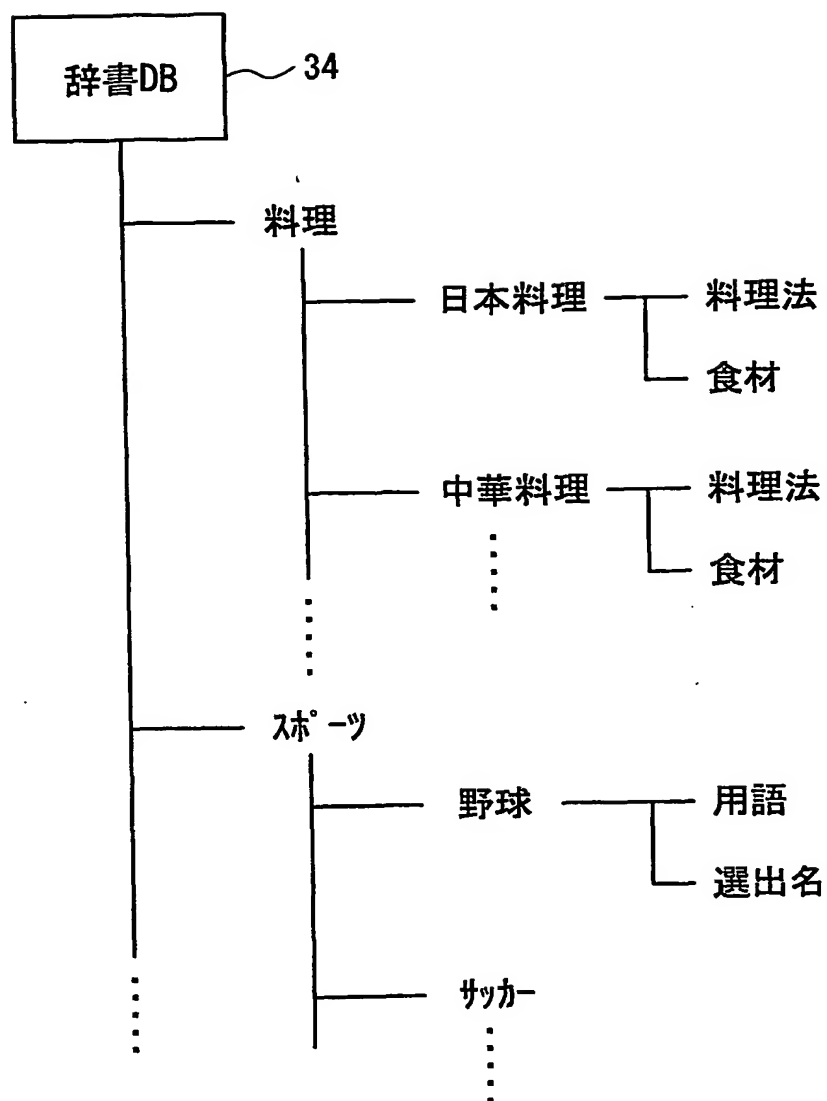 辞書DB
34
料理
日本料理
料理法
食材
中華料理
料理法
食材
スポーツ
野球
用語
選出名
サッカー